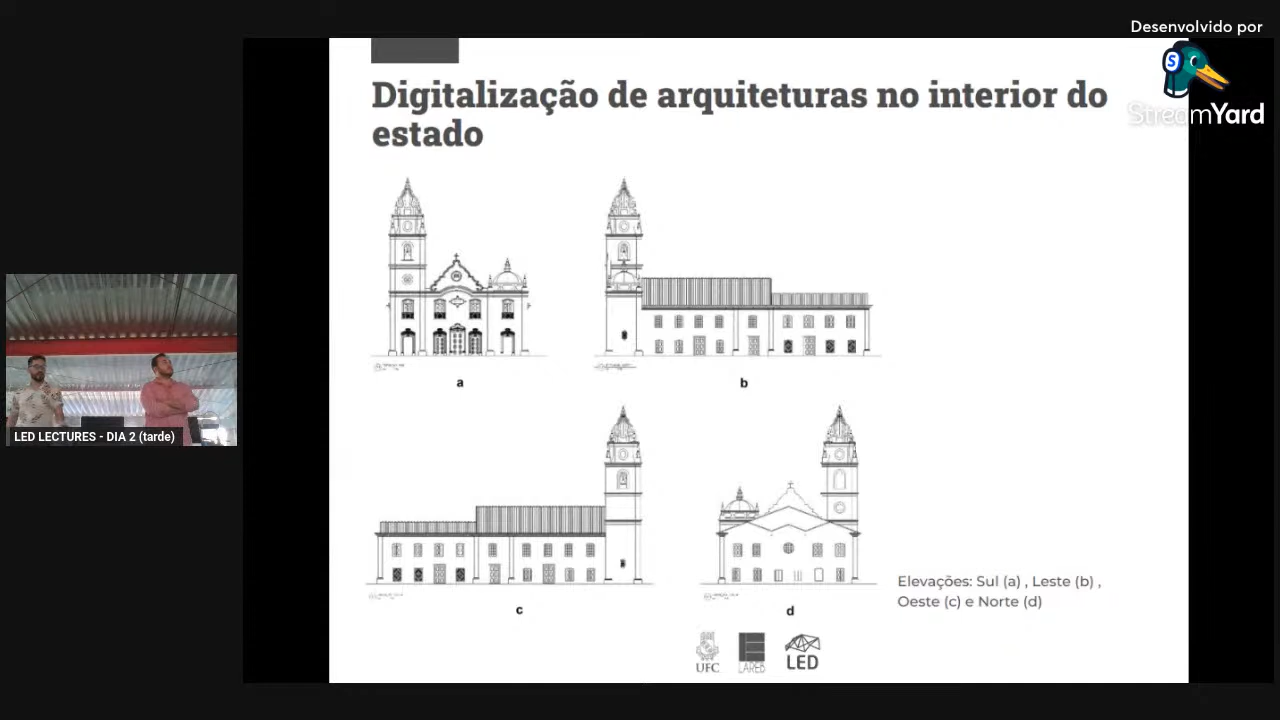 Desenvolvido por
StreamYard
Digitalização de arquiteturas no interior do
estado
a
b
c
d
Elevações: Sul (a) , Leste (b) ,
Oeste (c) e Norte (d)
UFC
LAREB
LED
LED LECTURES - DIA 2 (tarde)